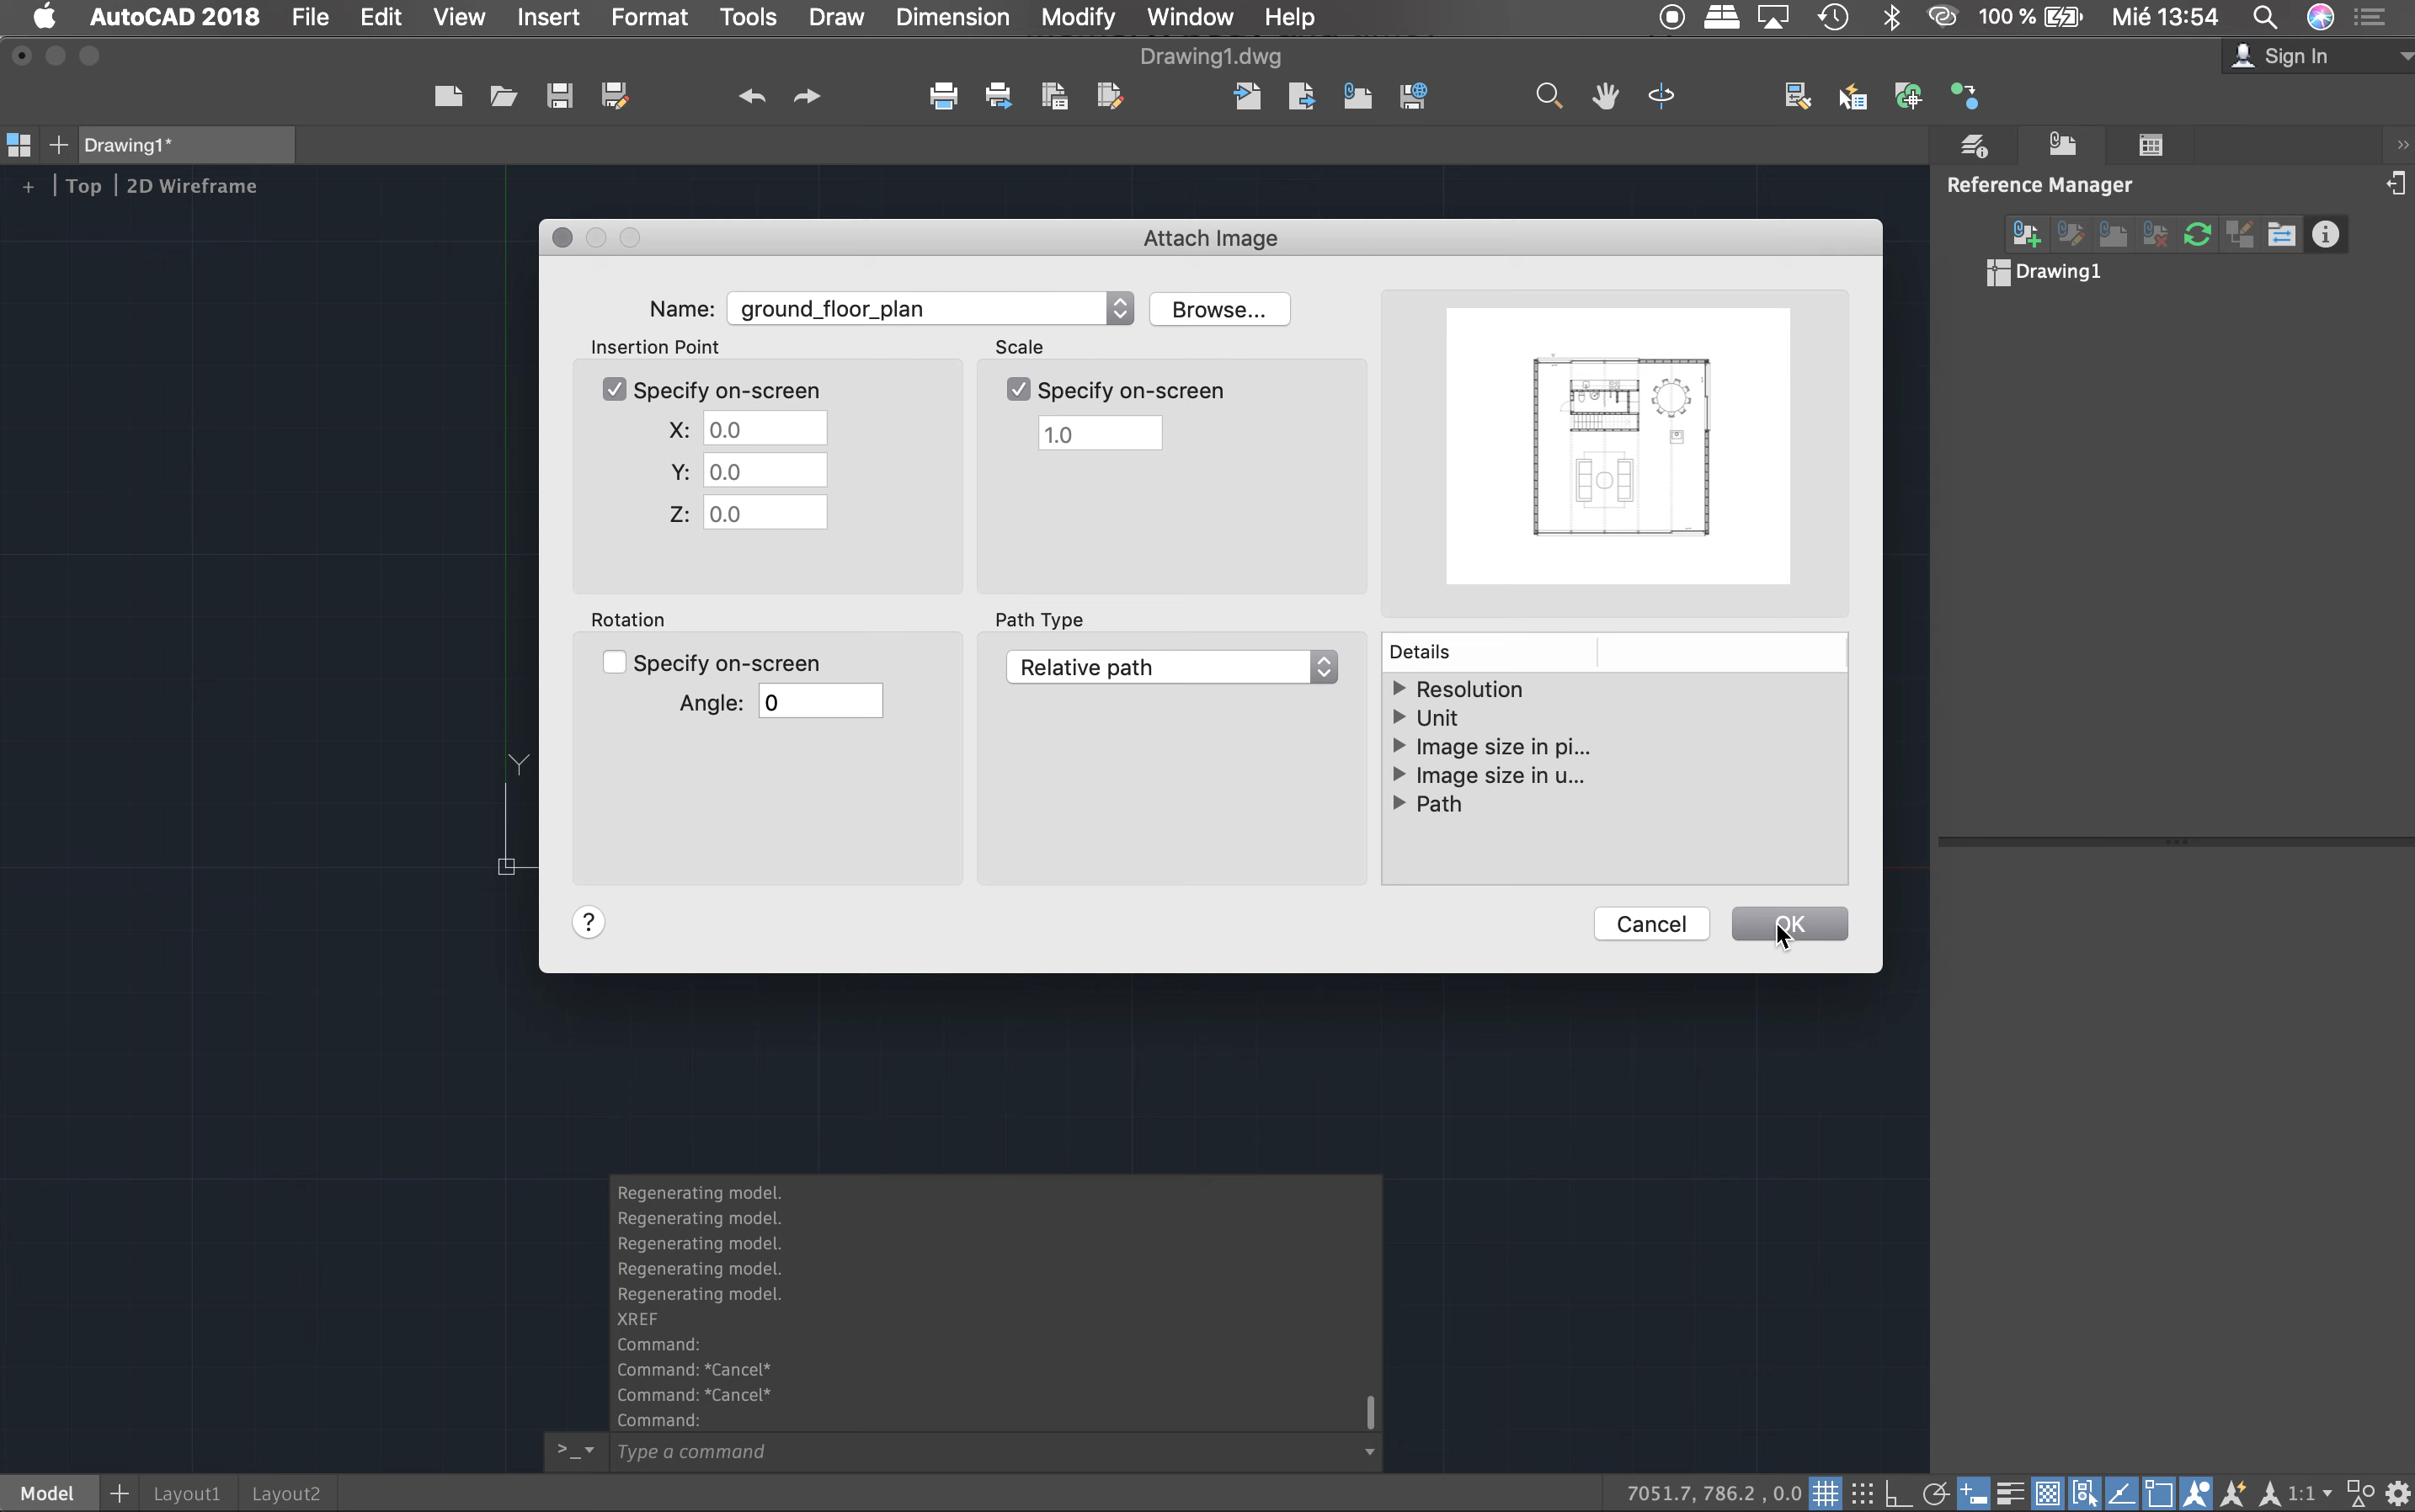 AutoCAD 2018 File Edit View Insert Format Tools Draw Dimension Modify Window Help 100 % Mié 13:54
Drawing1.dwg
Sign In
Drawing1*
+ | Top | 2D Wireframe
Reference Manager
Drawing1
Attach Image
Name: ground_floor_plan Browse...
Insertion Point
Specify on-screen
X: 0.0
Y: 0.0
Z: 0.0
Scale
Specify on-screen
1.0
Rotation
Specify on-screen
Angle: 0
Path Type
Relative path
Details
Resolution
Unit
Image size in pi...
Image size in u...
Path
? Cancel OK
Y
Regenerating model.
Regenerating model.
Regenerating model.
Regenerating model.
Regenerating model.
XREF
Command:
Command: *Cancel*
Command: *Cancel*
Command:
>_ Type a command
Model + Layout1 Layout2 7051.7, 786.2 , 0.0 1:1